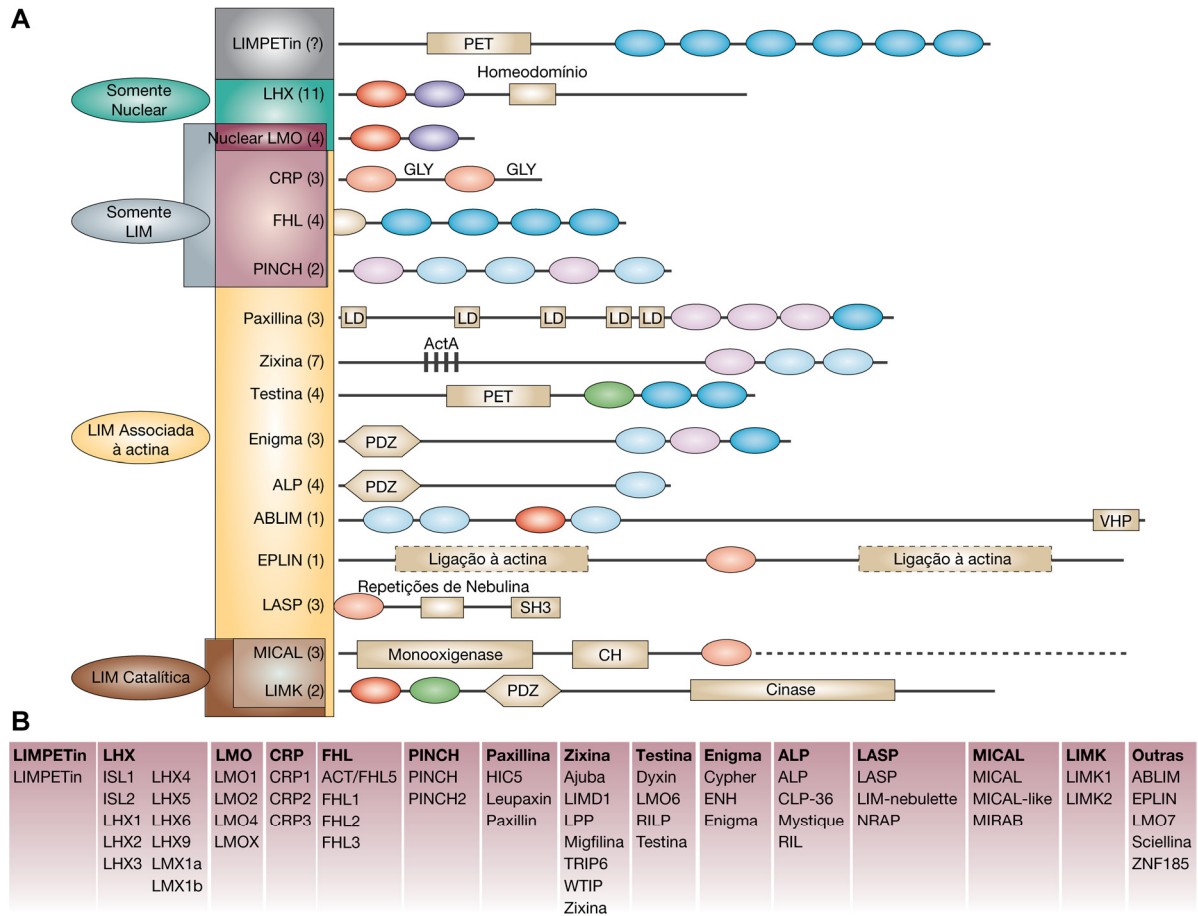 A
LIMPETin (?)
PET
Somente
Nuclear
LHX (11)
Homeodomínio
Nuclear LMO (4)
CRP (3)
GLY
GLY
Somente
LIM
FHL (4)
PINCH (2)
Paxillina (3)
LD
LD
LD
LD
LD
Zixina (7)
ActA
Testina (4)
PET
LIM Associada
à actina
Enigma (3)
PDZ
ALP (4)
PDZ
ABLIM (1)
VHP
EPLIN (1)
Ligação à actina
Ligação à actina
Repetições de Nebulina
LASP (3)
SH3
LIM Catalítica
MICAL (3)
Monooxigenase
CH
LIMK (2)
PDZ
Cinase
B
LIMPETin LHX LMO CRP FHL PINCH Paxillina Zixina Testina Enigma ALP LASP MICAL LIMK Outras
LIMPETin ISL1 LHX4 LMO1 CRP1 ACT/FHL5 PINCH HIC5 Ajuba Dyxin Cypher ALP LASP MICAL LIMK1 ABLIM
ISL2 LHX5 LMO2 CRP2 FHL1 PINCH2 Leupaxin LIMD1 LMO6 ENH CLP-36 LIM-nebulette MICAL-like LIMK2 EPLIN
LHX1 LHX6 LMO4 CRP3 FHL2 Paxillin LPP RILP Enigma Mystique NRAP MIRAB LMO7
LHX2 LHX9 LMOX FHL3 Migfilina Testina RIL Sciellina
LHX3 LMX1a TRIP6 ZNF185
LMX1b WTIP
Zixina